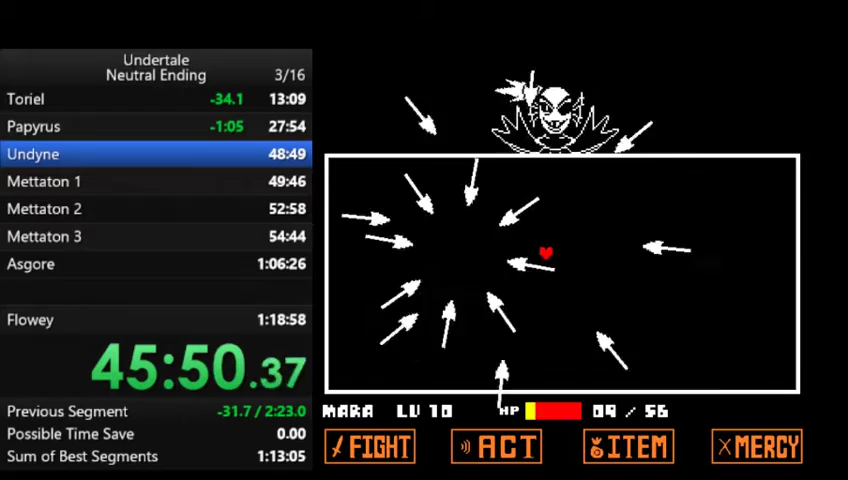 Undertale
Neutral Ending 3/16
Toriel -34.1 13:09
Papyrus -1:05 27:54
Undyne 48:49
Mettaton 1 49:46
Mettaton 2 52:58
Mettaton 3 54:44
Asgore 1:06:26
Flowey 1:18:58
45:50.37
Previous Segment -31.7 / 2:23.0
Possible Time Save 0.00
Sum of Best Segments 1:13:05
MARA LV 10 HP 09 / 56
FIGHT ACT ITEM MERCY